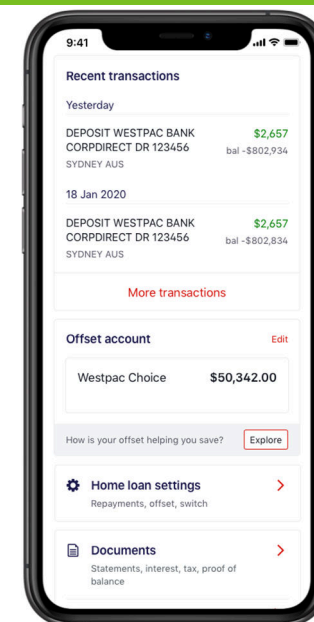 9:41
Recent transactions
Yesterday
DEPOSIT WESTPAC BANK $2,657
CORPDIRECT DR 123456 bal -$802,934
SYDNEY AUS
18 Jan 2020
DEPOSIT WESTPAC BANK $2,657
CORPDIRECT DR 123456 bal -$802,834
SYDNEY AUS
More transactions
Offset account Edit
Westpac Choice $50,342.00
How is your offset helping you save? Explore
Home loan settings
Repayments, offset, switch
Documents
Statements, interest, tax, proof of
balance